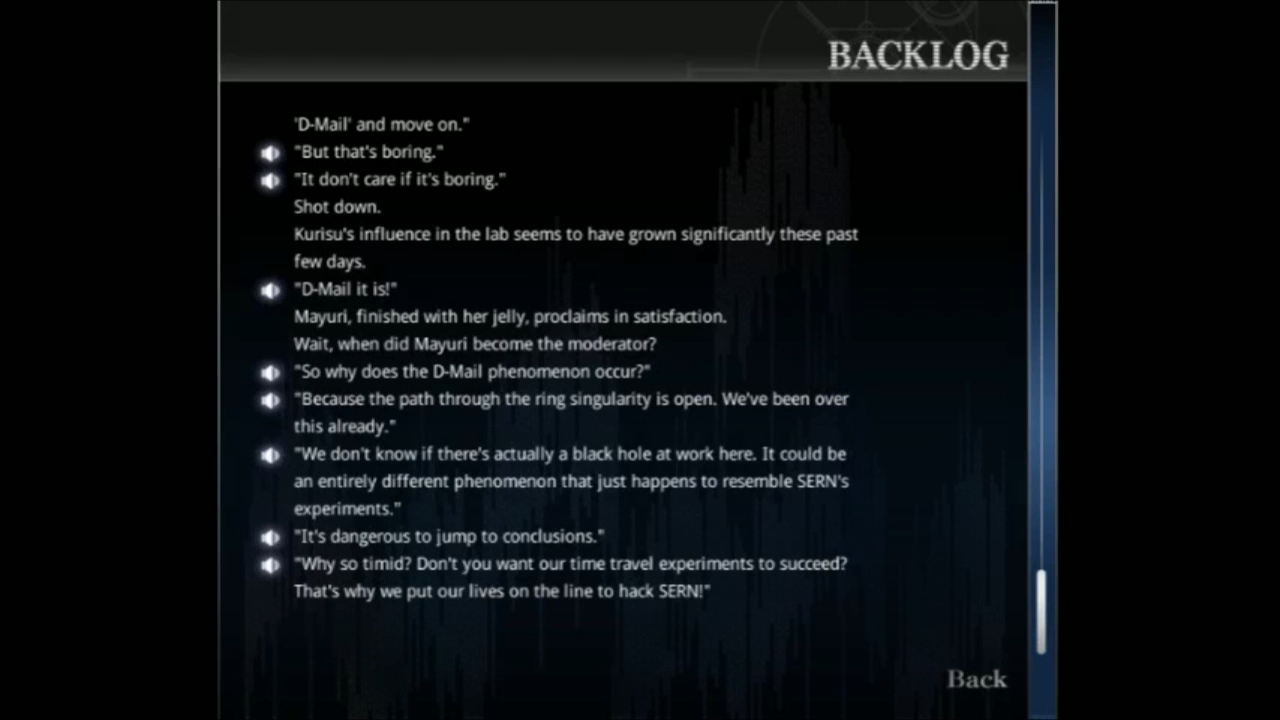 BACKLOG
'D-Mail' and move on."
"But that's boring."
"It don't care if it's boring."
Shot down.
Kurisu's influence in the lab seems to have grown significantly these past
few days.
"D-Mail it is!"
Mayuri, finished with her jelly, proclaims in satisfaction.
Wait, when did Mayuri become the moderator?
"So why does the D-Mail phenomenon occur?"
"Because the path through the ring singularity is open. We've been over
this already."
"We don't know if there's actually a black hole at work here. It could be
an entirely different phenomenon that just happens to resemble SERN's
experiments."
"It's dangerous to jump to conclusions."
"Why so timid? Don't you want our time travel experiments to succeed?
That's why we put our lives on the line to hack SERN!"
Back